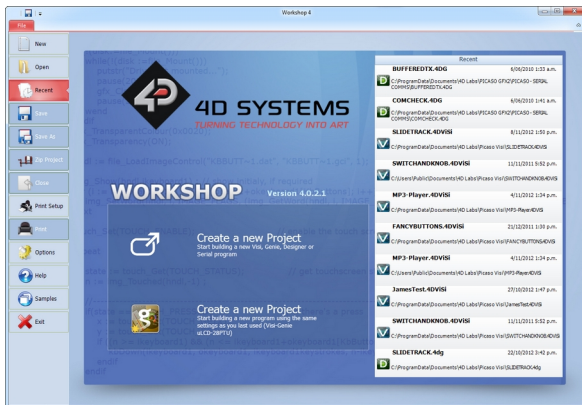 Workshop 4
File
New
Open
Recent
Save
Save As
Zip Project
Close
Print Setup
Print
Options
Help
Samples
Exit
4D SYSTEMS
TURNING TECHNOLOGY INTO ART
WORKSHOP Version 4.0.2.1
Create a new Project
Start building a new Visi, Genie, Designer or
Serial program
Create a new Project
Start building a new program using the same
settings as you last used (Visi-Genie
uLCD-28PTU)
Recent
BUFFEREDTX.4DG 6/06/2010 1:33 a.m.
C:\ProgramData\Documents\4D Labs\PICASO GFX2\PICASO- SERIAL
COMMS\BUFFEREDTX.4DG
COMCHECK.4DG 6/06/2010 1:41 a.m.
C:\ProgramData\Documents\4D Labs\PICASO GFX2\PICASO- SERIAL
COMMS\COMCHECK.4DG
SLIDETRACK.4DViSi 8/11/2012 1:50 p.m.
C:\ProgramData\Documents\4D Labs\Picaso Visi\SLIDETRACK.4DViSi
SWITCHANDKNOB.4DViSi 11/11/2011 5:52 p.m.
C:\Users\Public\Documents\4D Labs\Picaso Visi\SWITCHANDKNOB.4DViSi
MP3-Player.4DViSi 4/11/2012 1:34 p.m.
C:\ProgramData\Documents\4D Labs\Picaso Visi\MP3-Player.4DViSi
FANCYBUTTONS.4DViSi 21/12/2011 1:30 p.m.
C:\ProgramData\Documents\4D Labs\Picaso Visi\FANCYBUTTONS.4DViSi
MP3-Player.4DViSi 4/11/2012 1:34 p.m.
C:\Users\Public\Documents\4D Labs\Picaso Visi\MP3-Player.4DViSi
JamesTest.4DViSi 27/10/2012 1:47 p.m.
C:\ProgramData\Documents\4D Labs\Picaso Visi\JamesTest.4DViSi
SWITCHANDKNOB.4DViSi 11/11/2011 5:52 p.m.
C:\ProgramData\Documents\4D Labs\Picaso Visi\SWITCHANDKNOB.4DViSi
SLIDETRACK.4dg 22/10/2012 3:42 p.m.
C:\ProgramData\Documents\4D Labs\Picaso Visi\SLIDETRACK.4dg